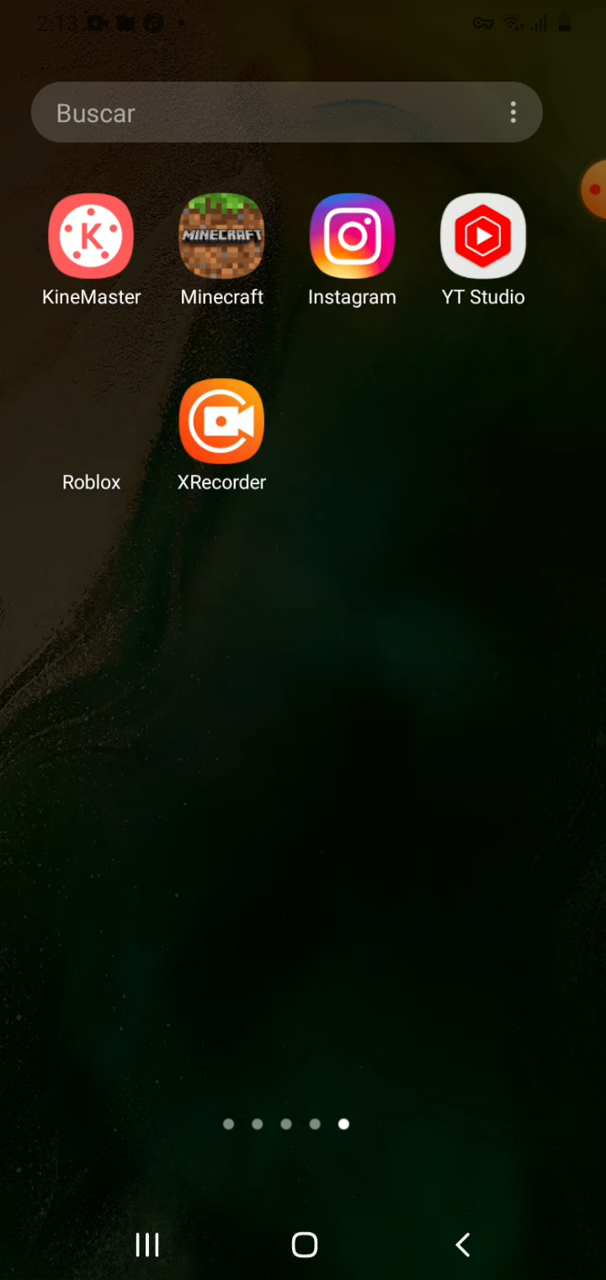 2:13
Buscar
K
MINECRAFT
KineMaster
Minecraft
Instagram
YT Studio
Roblox
XRecorder